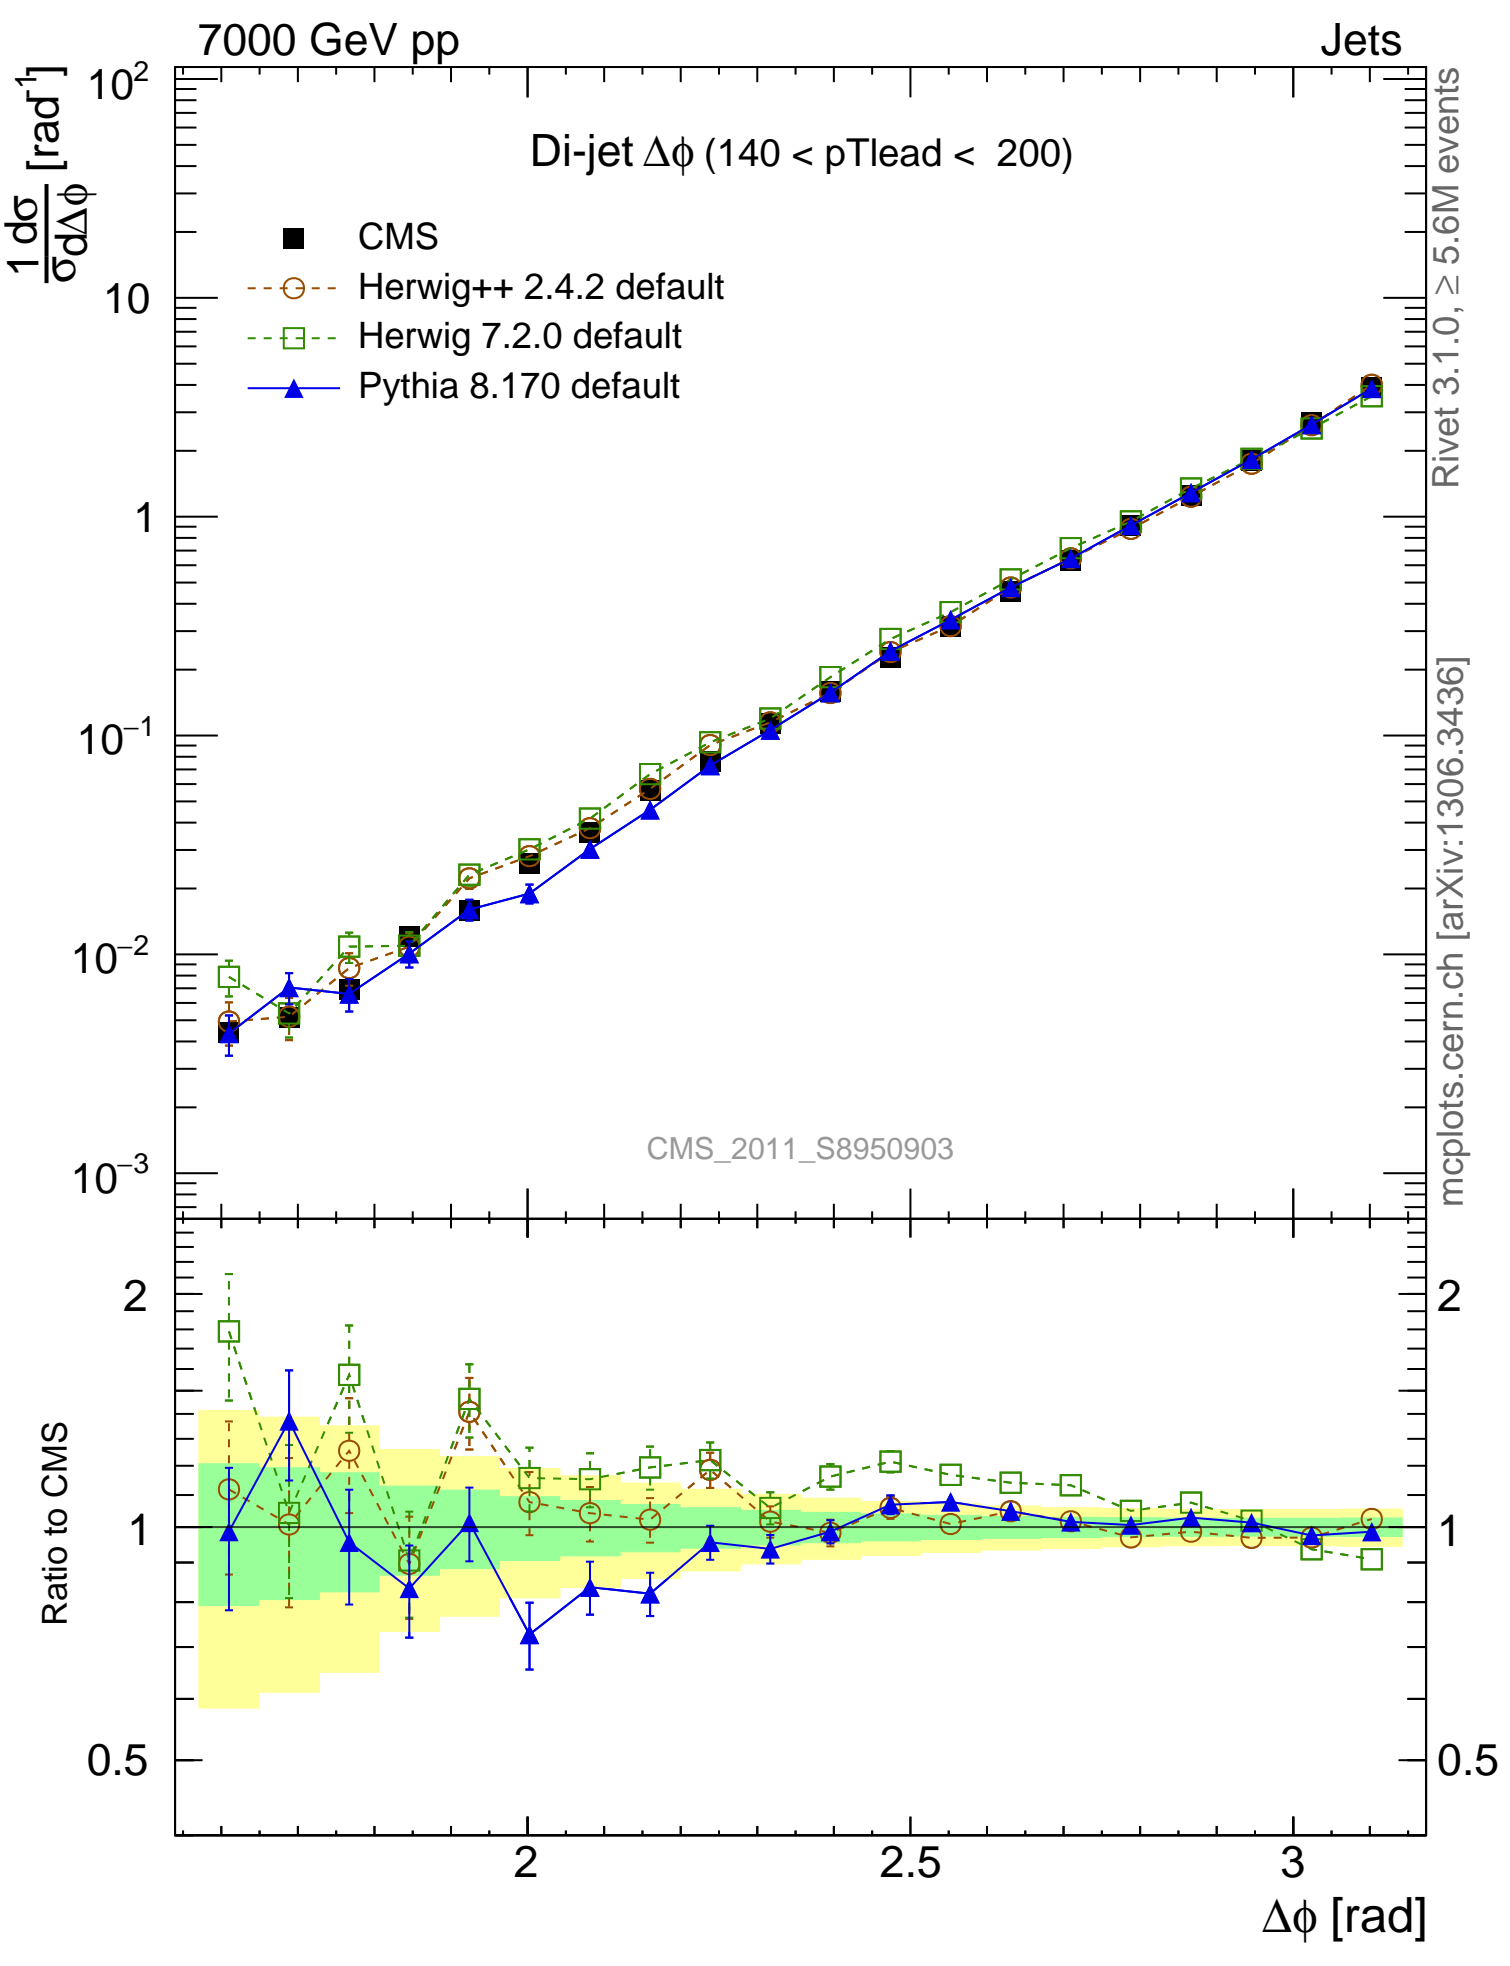 7000 GeV pp
Jets
1 dσ
σ dΔϕ [rad⁻¹]
Di-jet Δϕ (140 < pTlead < 200)
CMS
Herwig++ 2.4.2 default
Herwig 7.2.0 default
Pythia 8.170 default
10²
10
1
10⁻¹
10⁻²
10⁻³
CMS_2011_S8950903
Rivet 3.1.0, ≥ 5.6M events
mcplots.cern.ch [arXiv:1306.3436]
Ratio to CMS
2
1
0.5
2
1
0.5
2
2.5
3
Δϕ [rad]